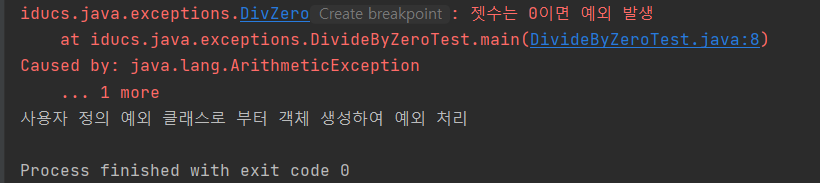 iducs.java.exceptions.DivZero Create breakpoint : 젯수는 0이면 예외 발생
at iducs.java.exceptions.DivideByZeroTest.main(DivideByZeroTest.java:8)
Caused by: java.lang.ArithmeticException
... 1 more
사용자 정의 예외 클래스로 부터 객체 생성하여 예외 처리
Process finished with exit code 0